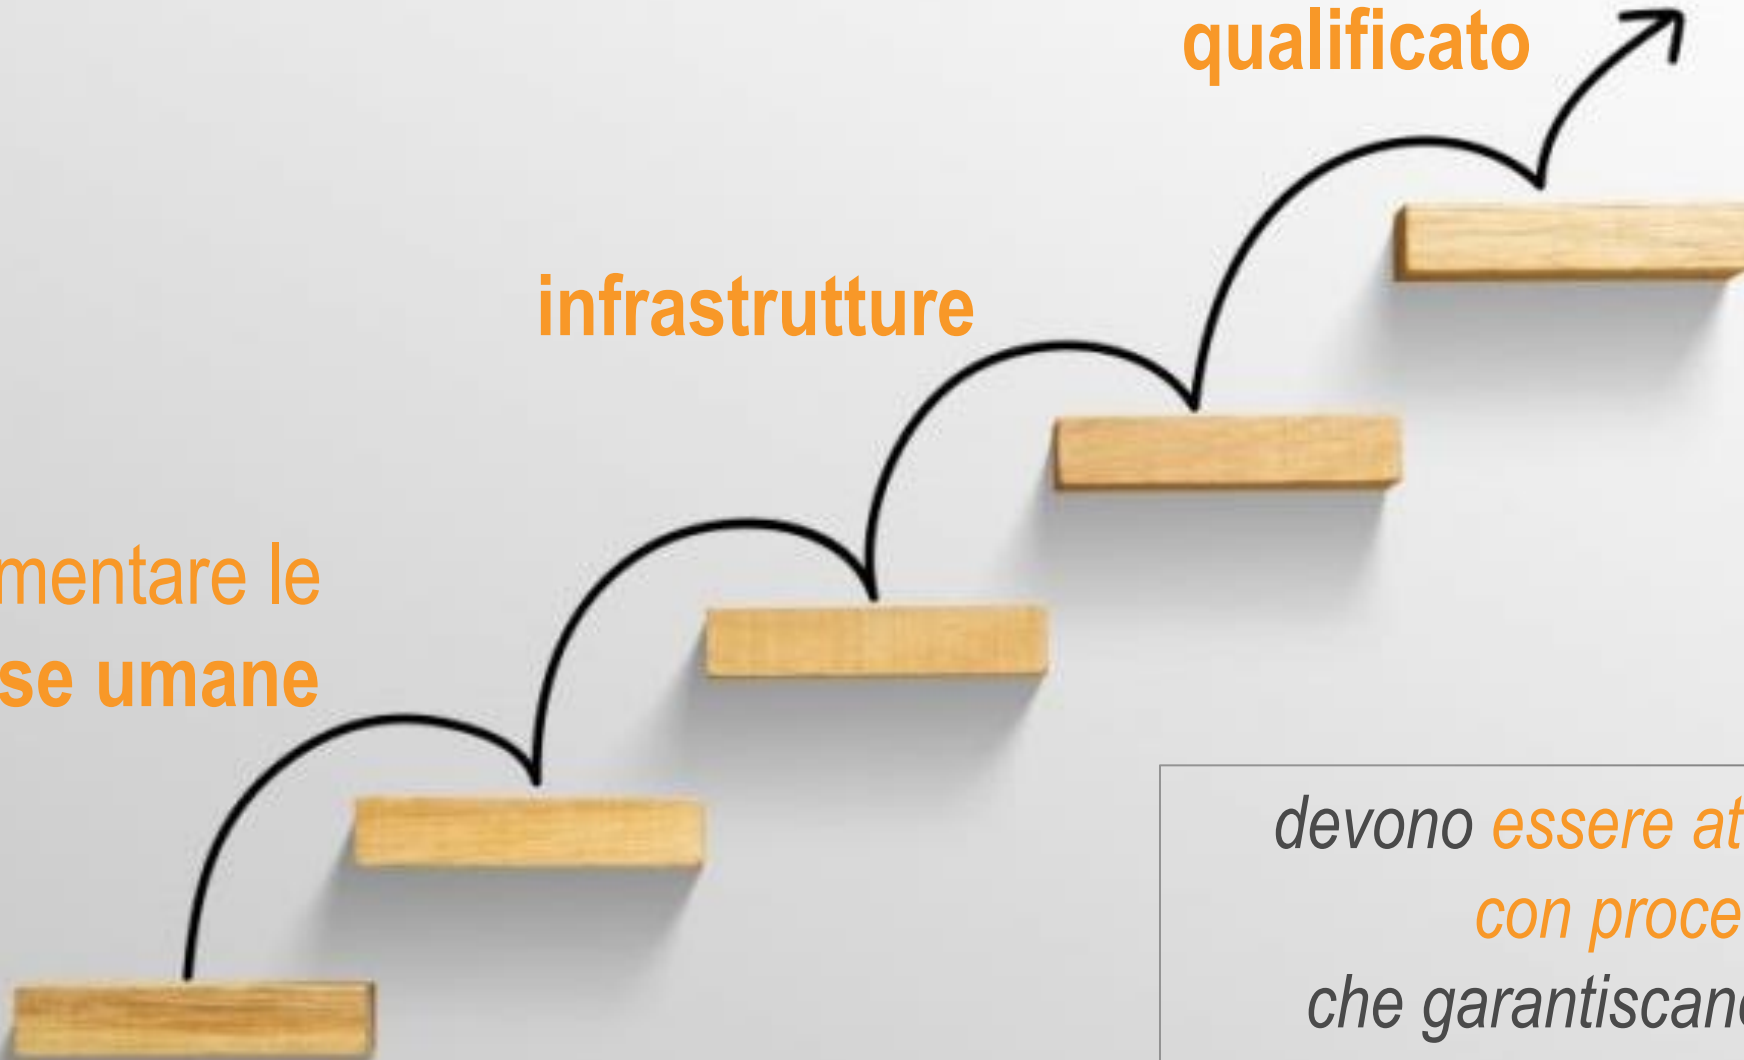 qualificato
infrastrutture
mentare le
se umane
devono essere at
con proce
che garantiscan